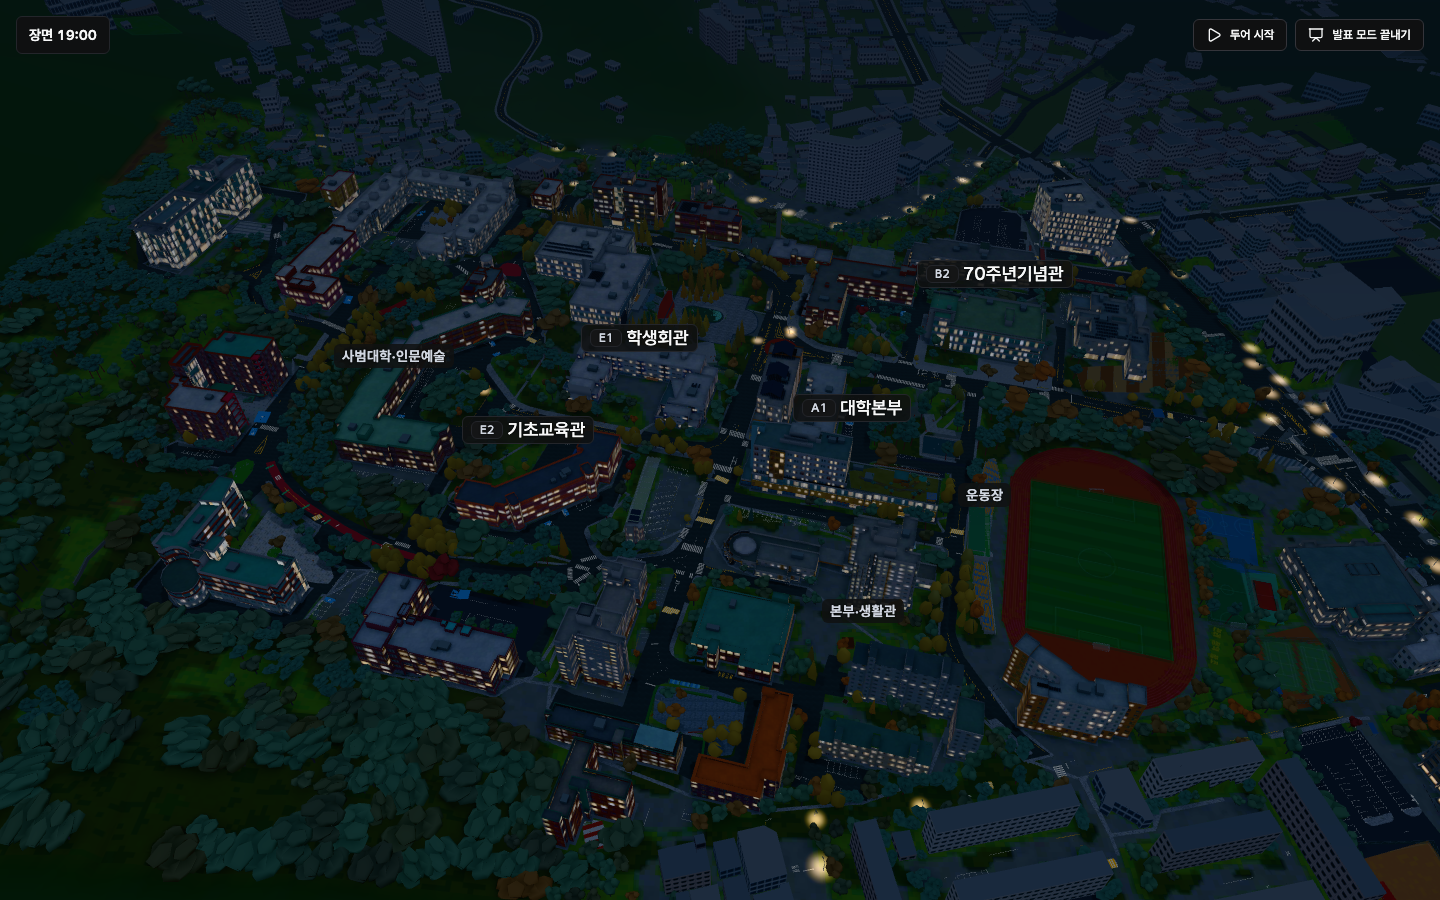 장면 19:00
투어 시작
발표 모드 끝내기
B2 70주년기념관
E1 학생회관
사범대학·인문예술
A1 대학본부
E2 기초교육관
운동장
본부·생활관